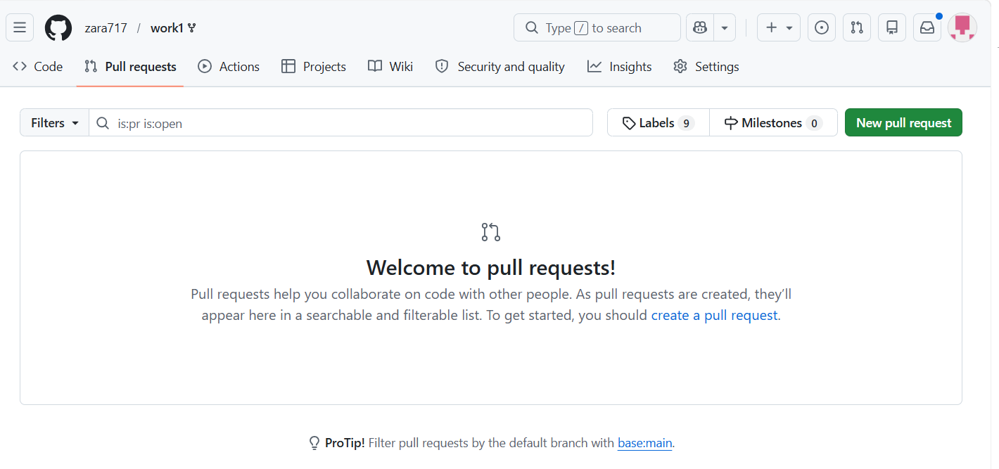 zara717 / work1 Type / to search
Code Pull requests Actions Projects Wiki Security and quality Insights Settings
Filters is:pr is:open Labels 9 Milestones 0 New pull request
Welcome to pull requests!
Pull requests help you collaborate on code with other people. As pull requests are created, they’ll
appear here in a searchable and filterable list. To get started, you should create a pull request.
ProTip! Filter pull requests by the default branch with base:main.